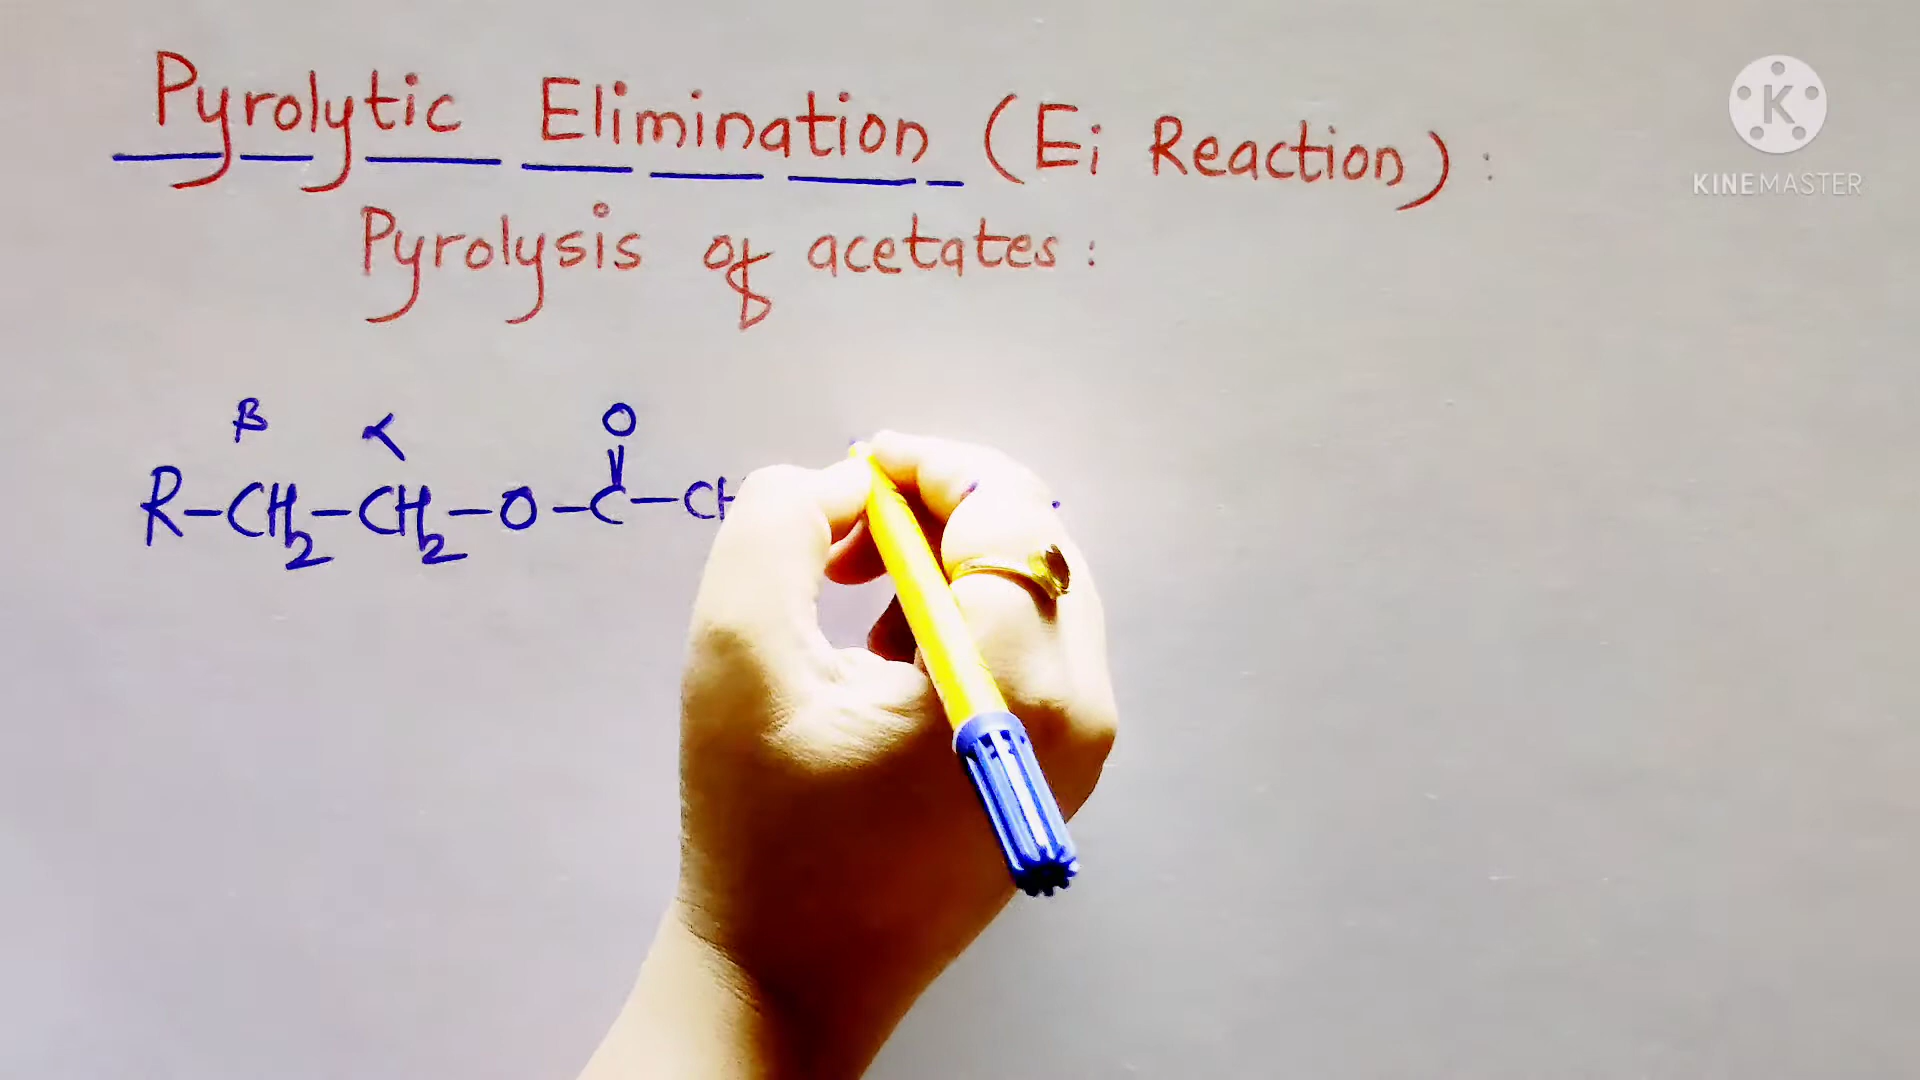 Pyrolytic Elimination (Ei Reaction) :
Pyrolysis of acetates :
K
KINEMASTER
β α O
R-CH2-CH2-O-C-CH